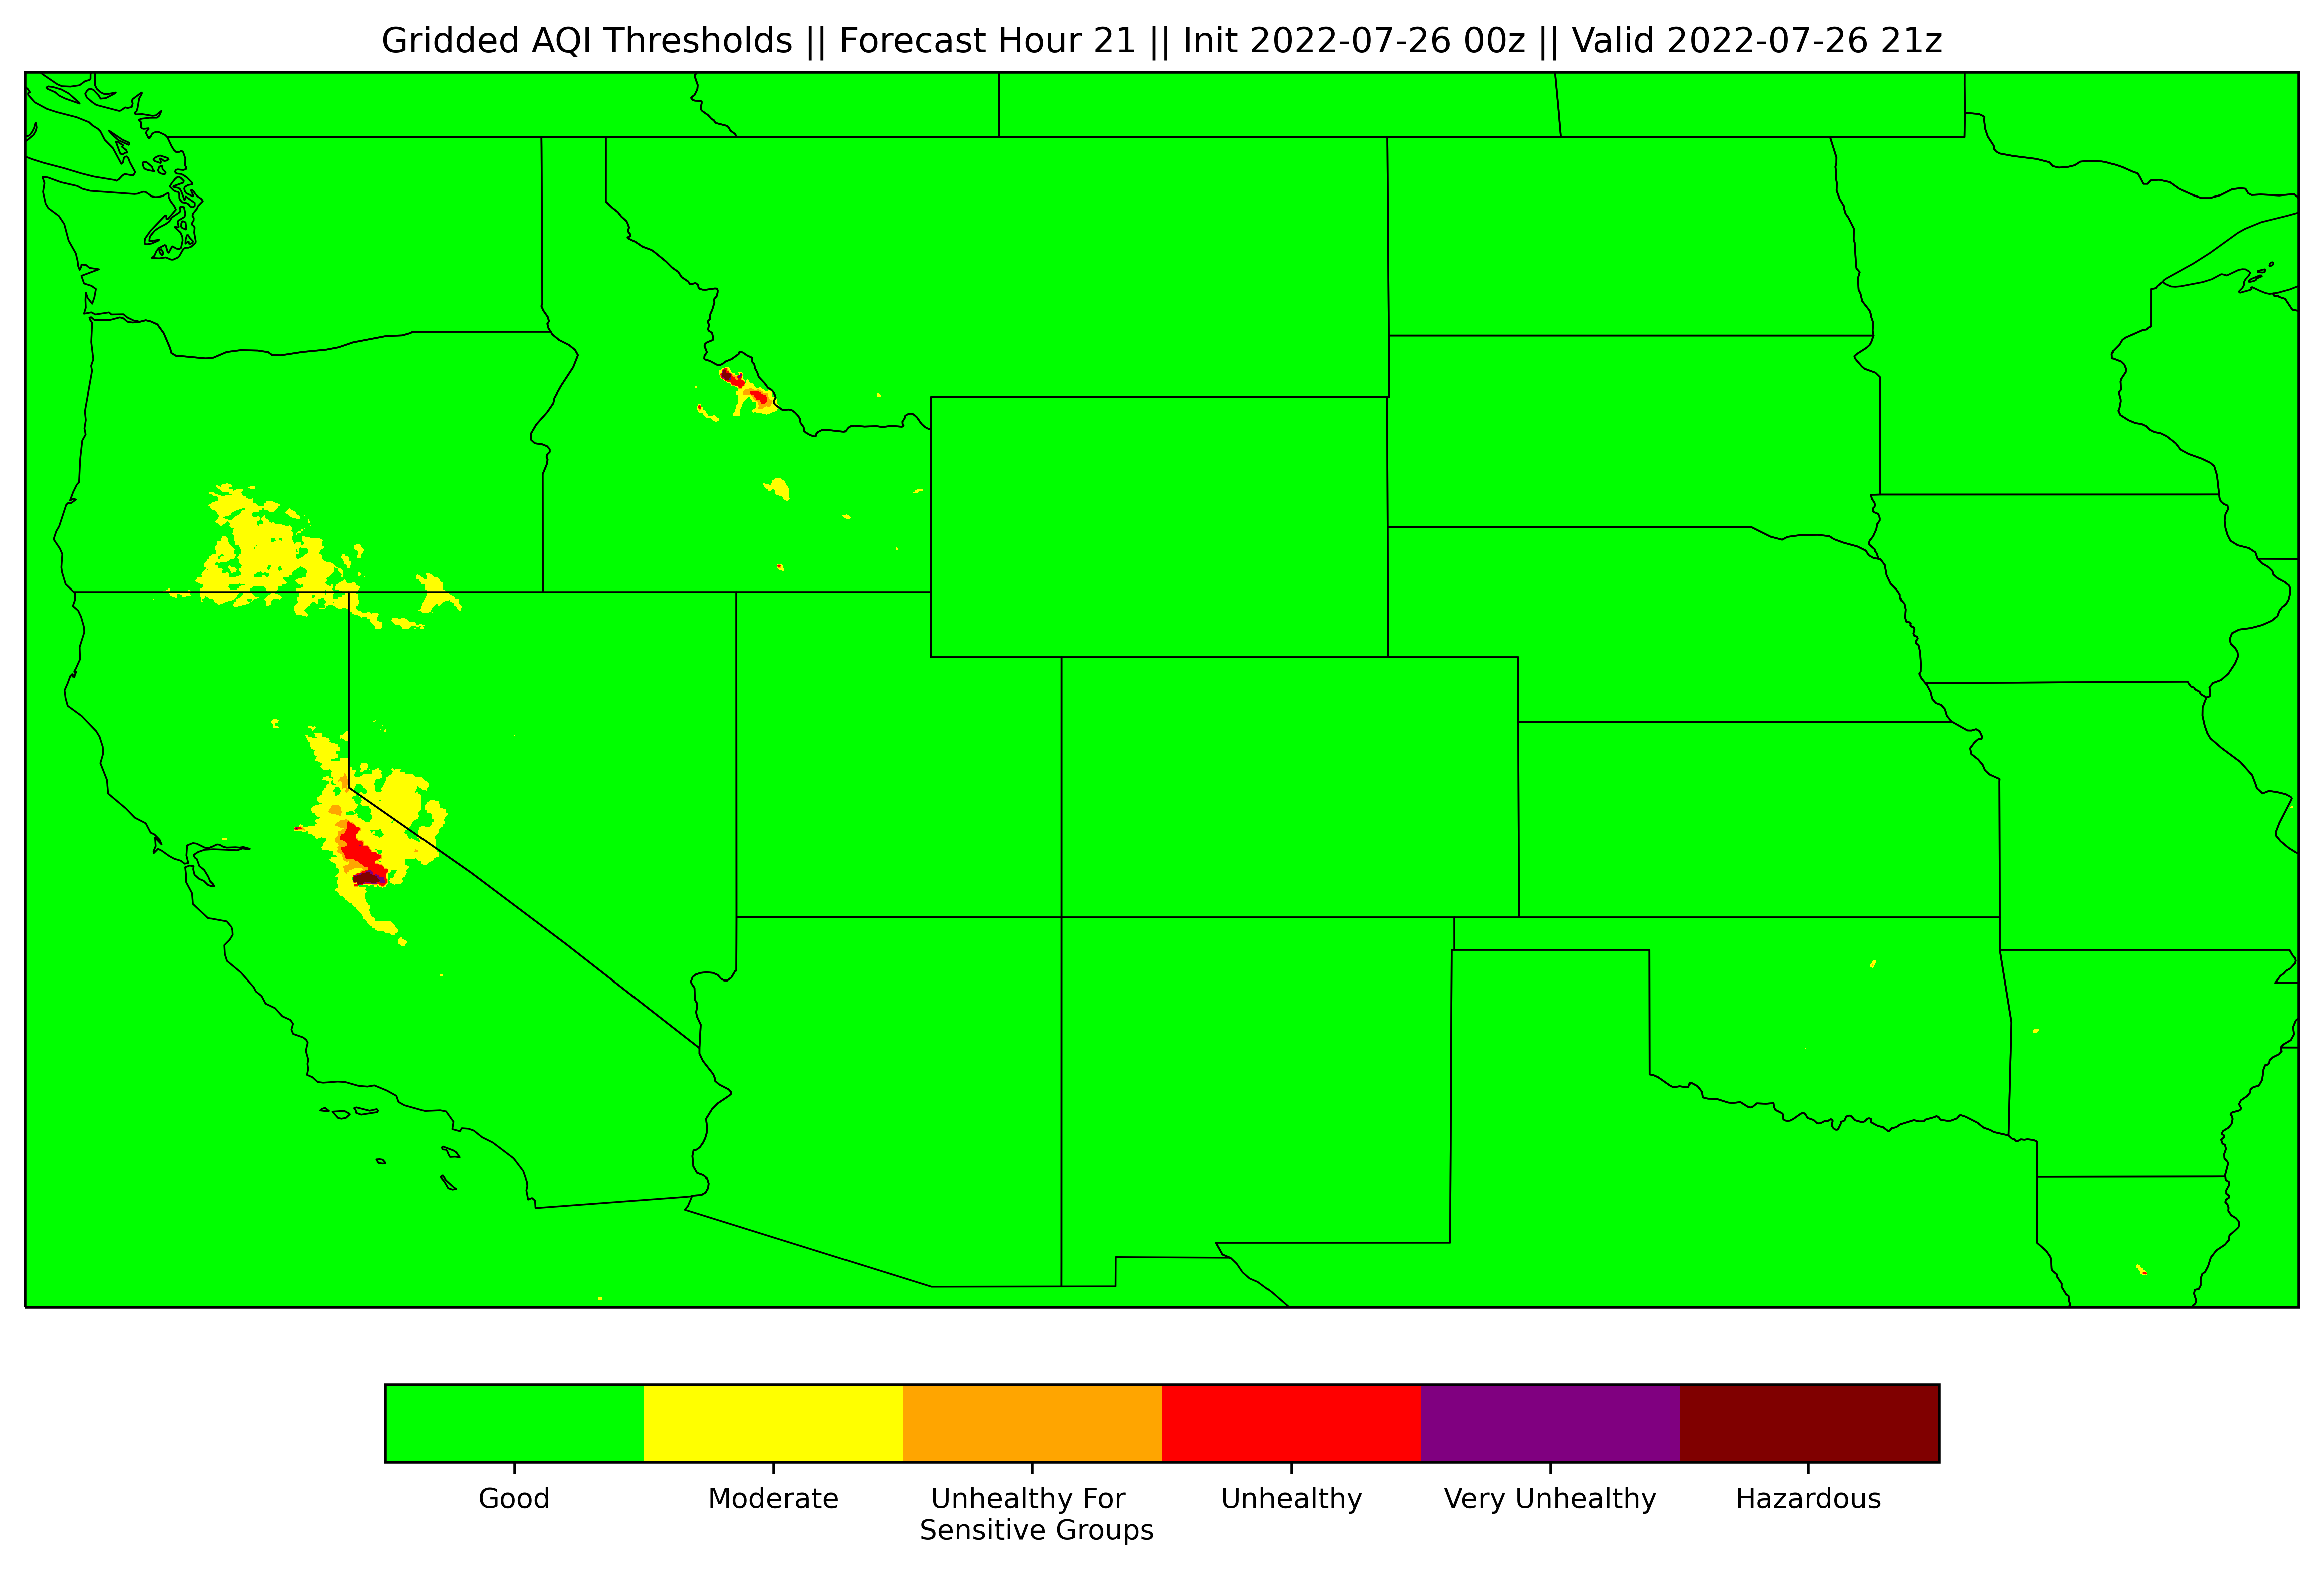 Gridded AQI Thresholds || Forecast Hour 21 || Init 2022-07-26 00z || Valid 2022-07-26 21z
Good
Moderate
Unhealthy For
Sensitive Groups
Unhealthy
Very Unhealthy
Hazardous